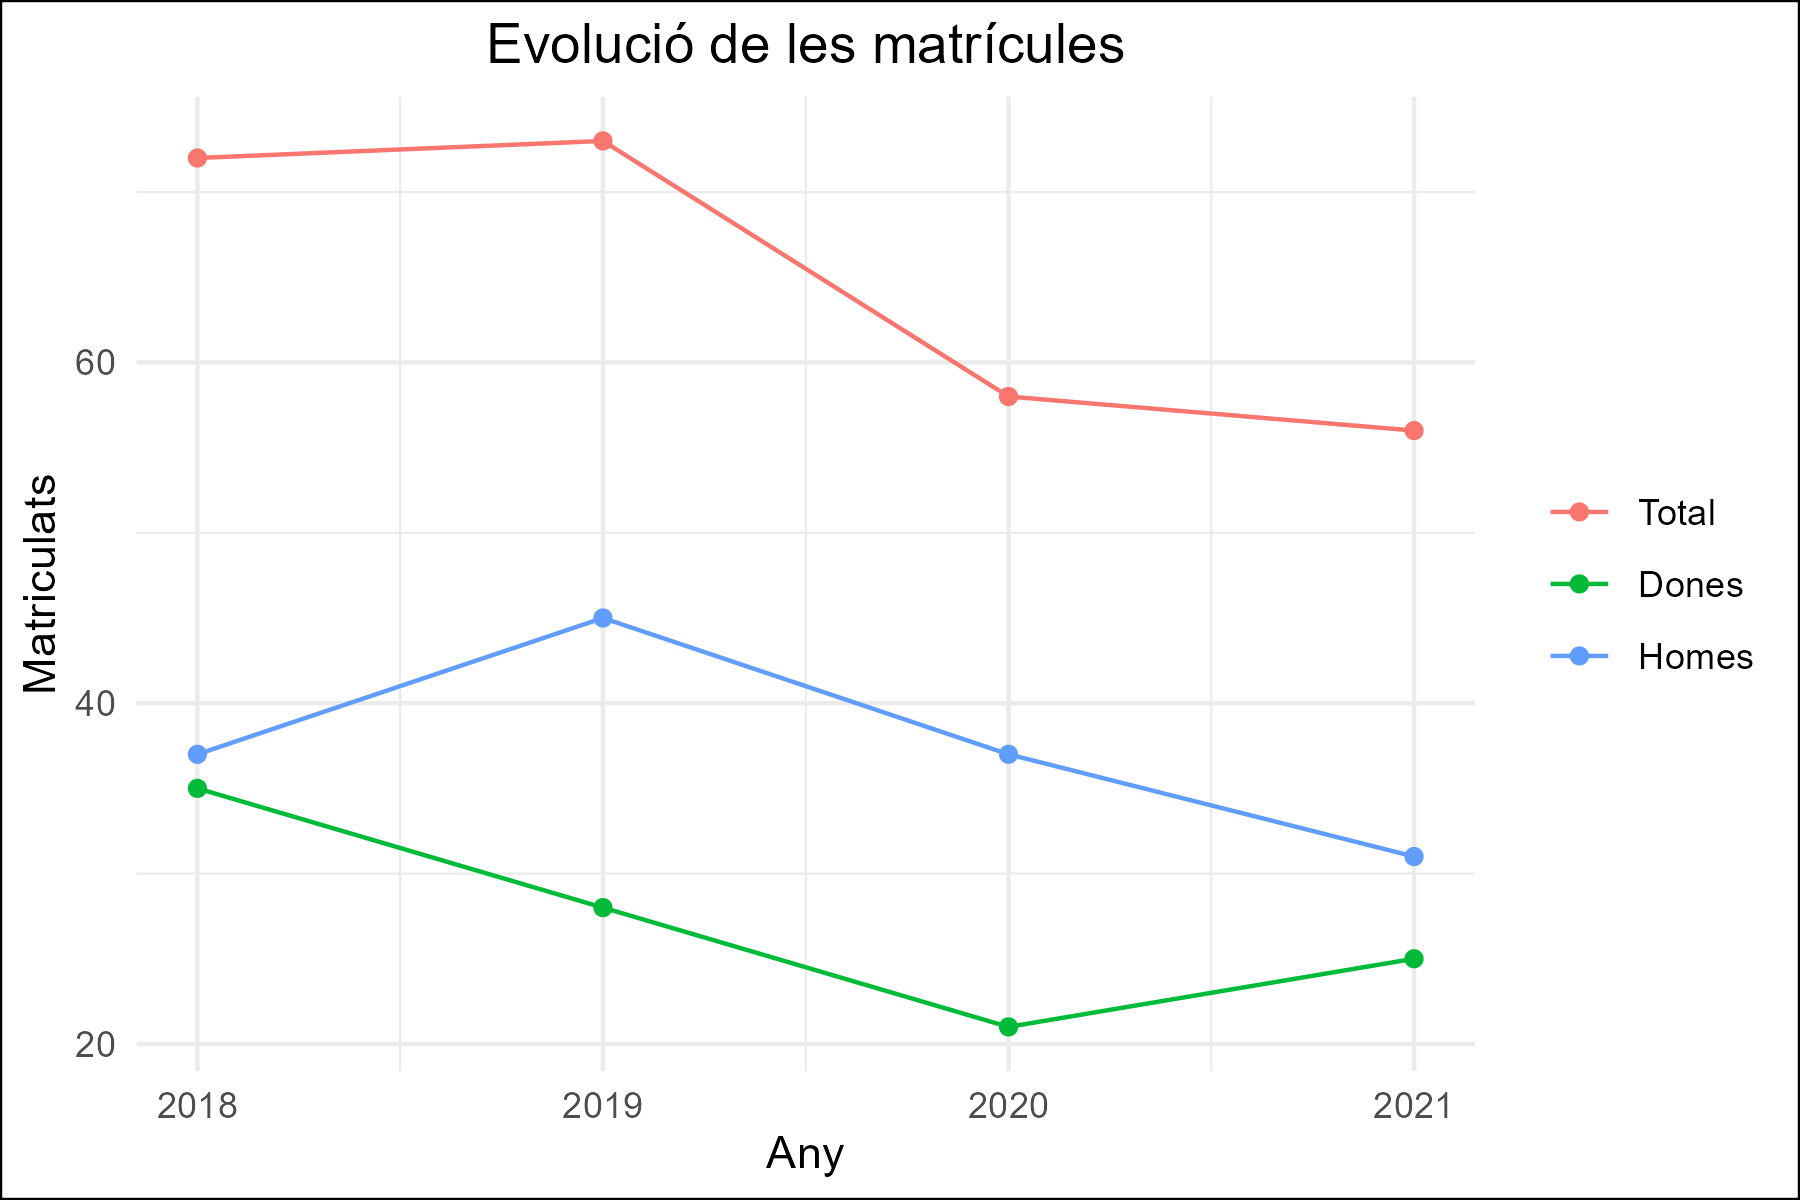 Evolució de les matrícules
Matriculats
60
40
20
2018 2019 2020 2021
Any
Total
Dones
Homes